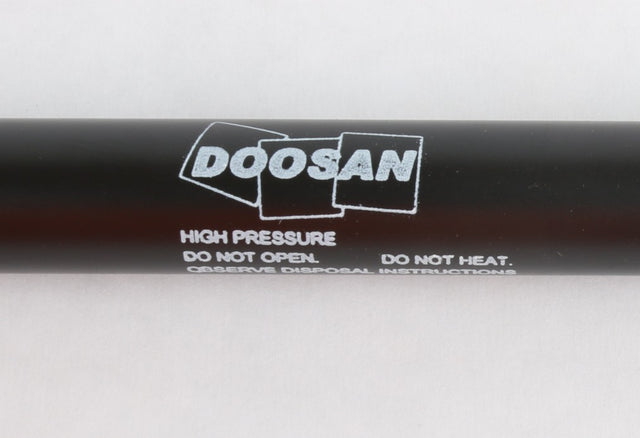 DOOSAN
HIGH PRESSURE
DO NOT OPEN. DO NOT HEAT.
OBSERVE DISPOSAL INSTRUCTIONS